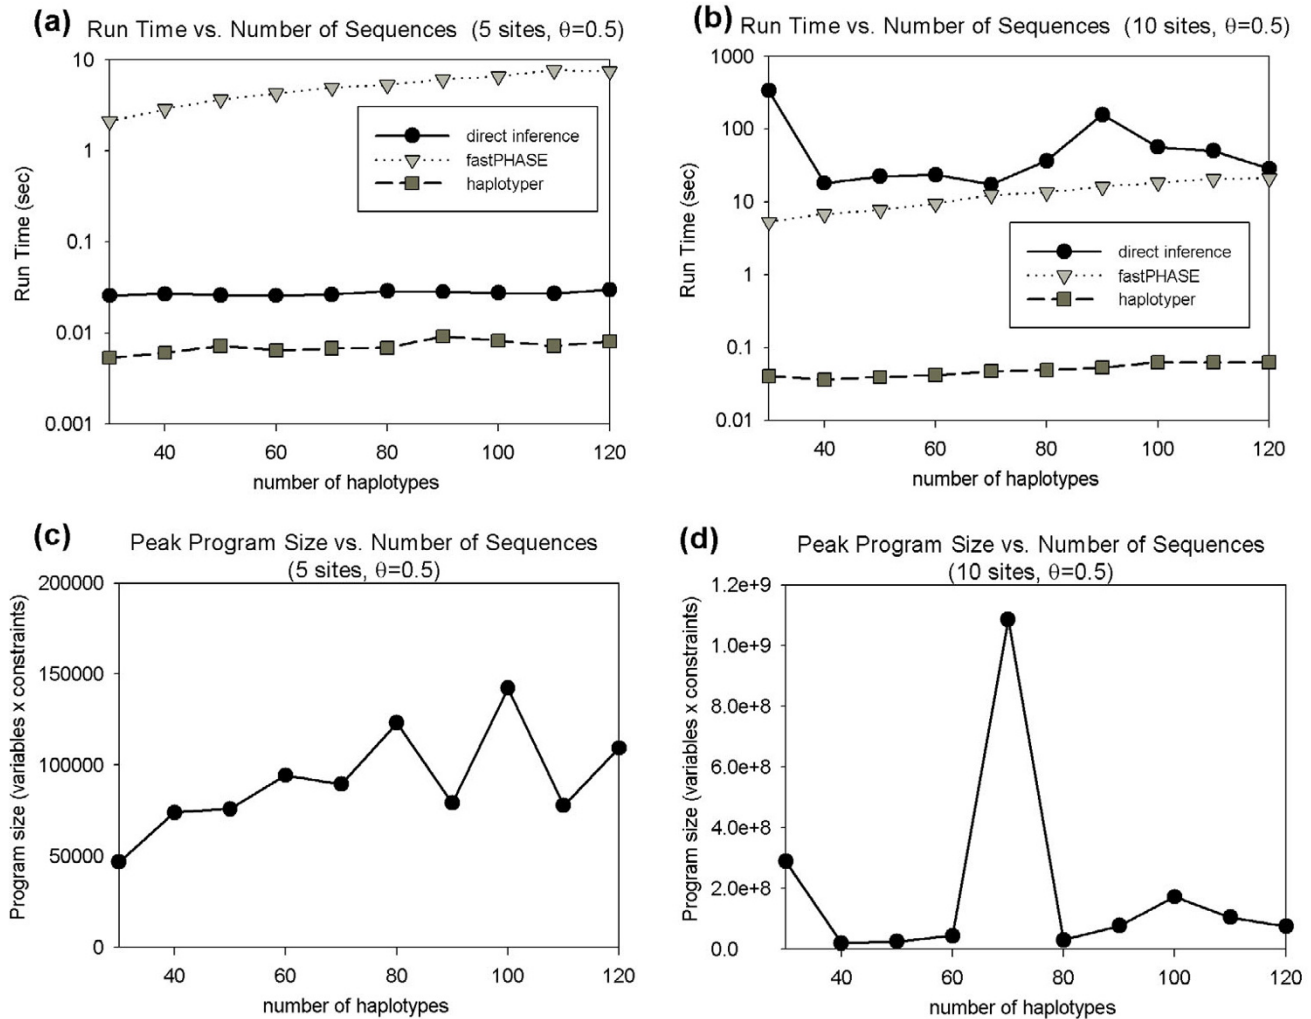 (a) Run Time vs. Number of Sequences (5 sites, θ=0.5)
10
1
0.1
0.01
0.001
Run Time (sec)
direct inference
fastPHASE
haplotyper
40 60 80 100 120
number of haplotypes
(b) Run Time vs. Number of Sequences (10 sites, θ=0.5)
1000
100
10
1
0.1
0.01
Run Time (sec)
direct inference
fastPHASE
haplotyper
40 60 80 100 120
number of haplotypes
(c) Peak Program Size vs. Number of Sequences
(5 sites, θ=0.5)
200000
150000
100000
50000
0
Program size (variables x constraints)
40 60 80 100 120
number of haplotypes
(d) Peak Program Size vs. Number of Sequences
(10 sites, θ=0.5)
1.2e+9
1.0e+9
8.0e+8
6.0e+8
4.0e+8
2.0e+8
0.0
Program size (variables x constraints)
40 60 80 100 120
number of haplotypes